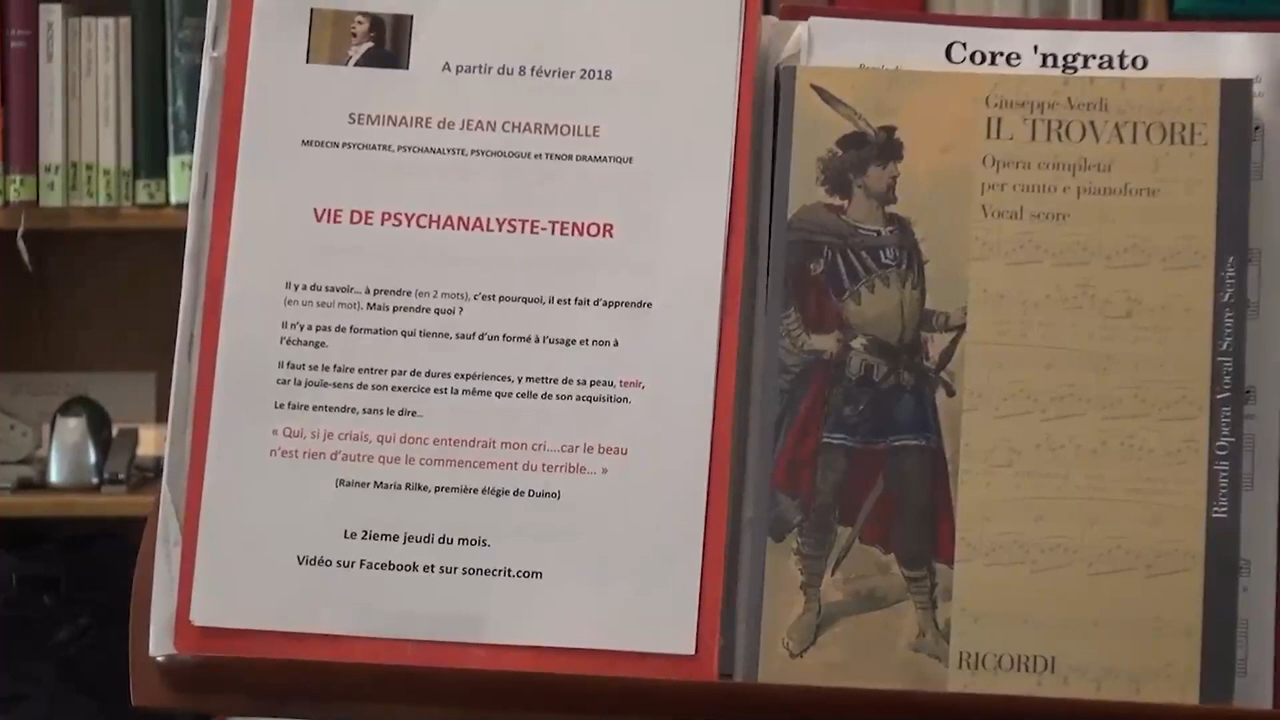 A partir du 8 février 2018
SEMINAIRE de JEAN CHARMOILLE
MEDECIN PSYCHIATRE, PSYCHANALYSTE, PSYCHOLOGUE et TENOR DRAMATIQUE
VIE DE PSYCHANALYSTE-TENOR
Il y a du savoir... à prendre (en 2 mots), c'est pourquoi, il est fait d'apprendre
(en un seul mot). Mais prendre quoi ?
Il n'y a pas de formation qui tienne, sauf d'un formé à l'usage et non à
l'échange.
Il faut se le faire entrer par de dures expériences, y mettre de sa peau, tenir,
car la jouïe-sens de son exercice est la même que celle de son acquisition.
Le faire entendre, sans le dire...
« Qui, si je criais, qui donc entendrait mon cri....car le beau
n'est rien d'autre que le commencement du terrible... »
(Rainer Maria Rilke, première élégie de Duino)
Le 2ieme jeudi du mois.
Vidéo sur Facebook et sur sonecrit.com
Core 'ngrato
Giuseppe Verdi
IL TROVATORE
Opera completa
per canto e pianoforte
Vocal score
Ricordi Opera Vocal Score Series
RICORDI